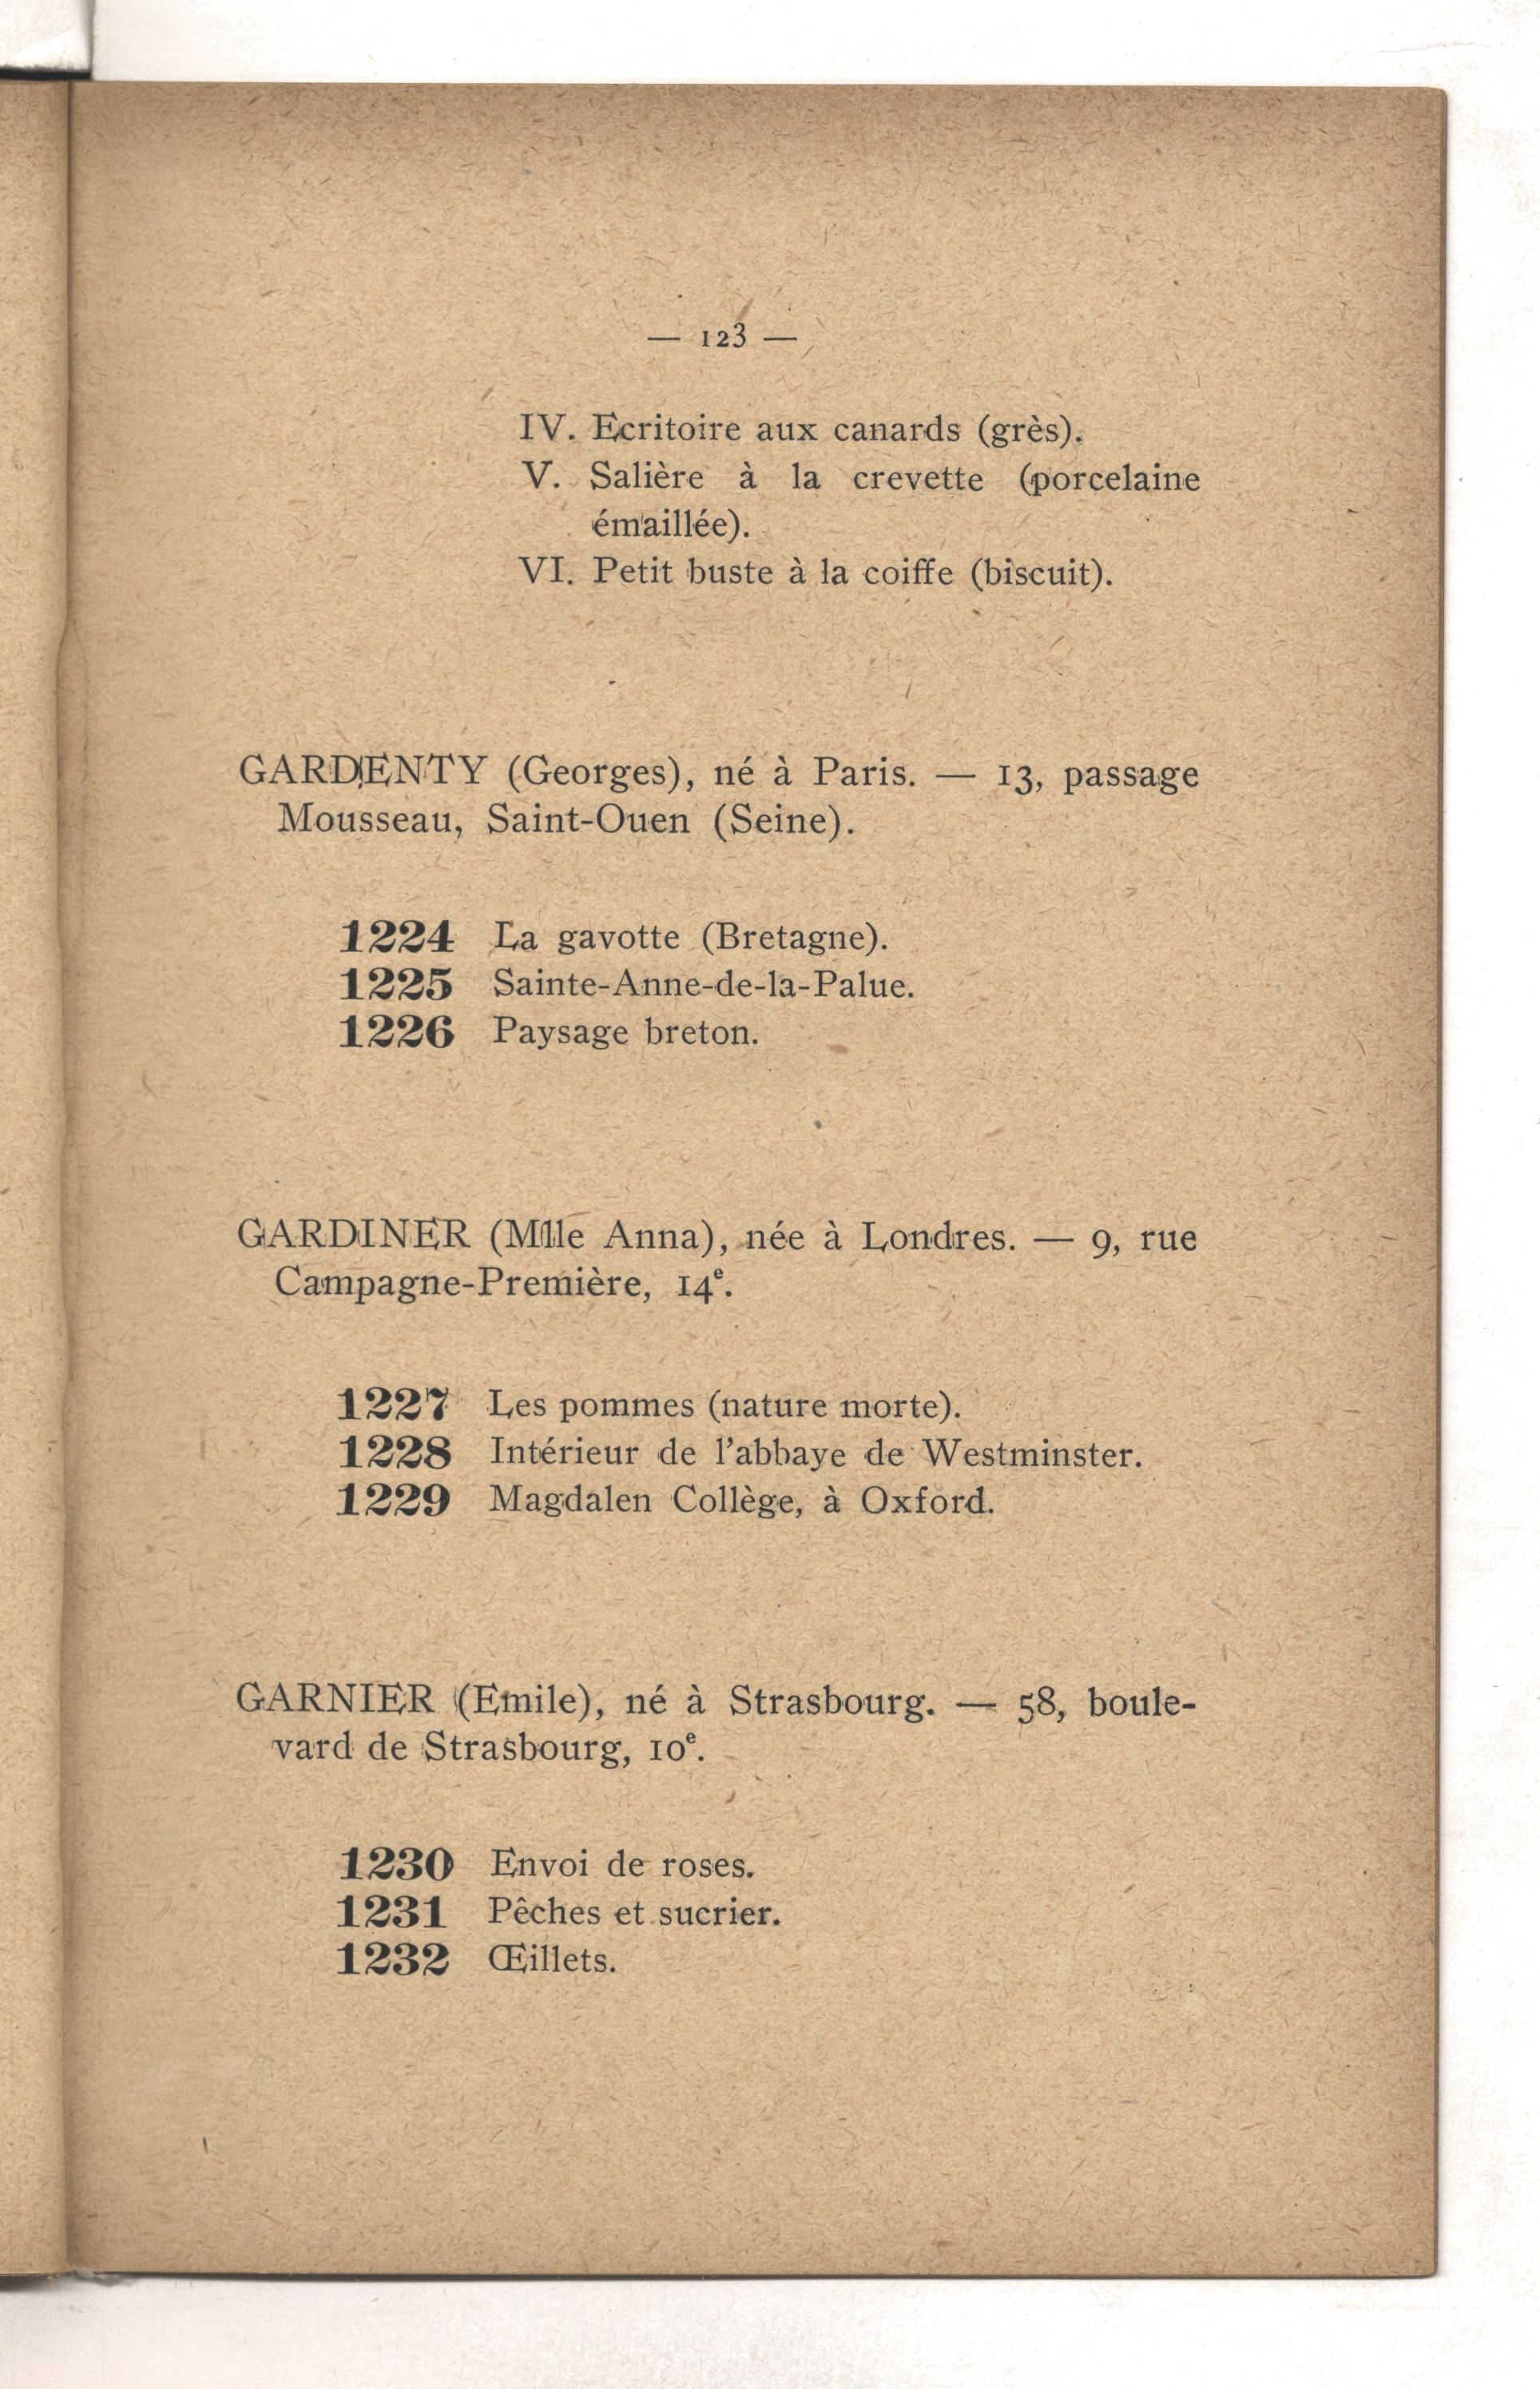 — 123 —
IV. Ecritoire aux canards (grès).
V. Salière à la crevette (porcelaine
émaillée).
VI. Petit buste à la coiffe (biscuit).
GARDENTY (Georges), né à Paris. — 13, passage
Mousseau, Saint-Ouen (Seine).
1224 La gavotte (Bretagne).
1225 Sainte-Anne-de-la-Palue.
1226 Paysage breton.
GARDINER (Mlle Anna), née à Londres. — 9, rue
Campagne-Première, 14e.
1227 Les pommes (nature morte).
1228 Intérieur de l'abbaye de Westminster.
1229 Magdalen Collège, à Oxford.
GARNIER (Emile), né à Strasbourg. — 58, boule-
vard de Strasbourg, 10e.
1230 Envoi de roses.
1231 Pêches et sucrier.
1232 Œillets.